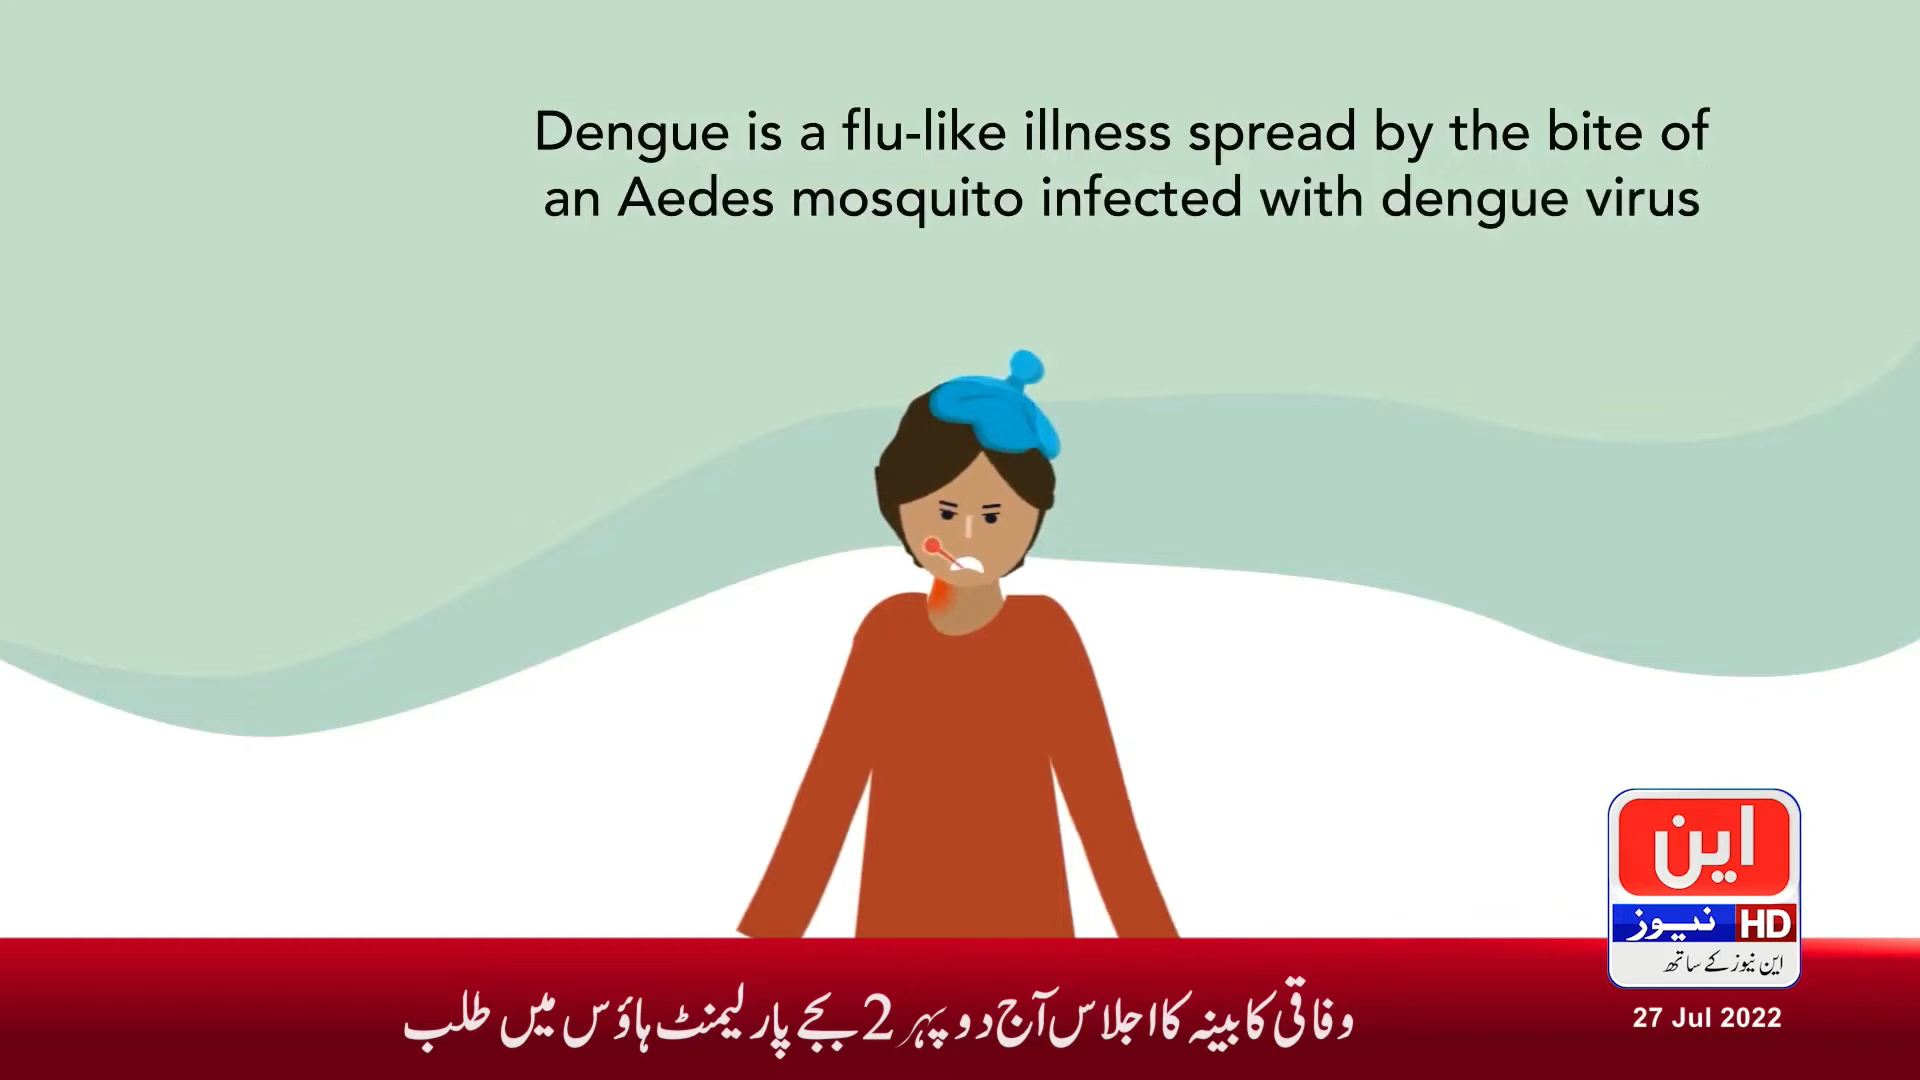 Dengue is a flu-like illness spread by the bite of
an Aedes mosquito infected with dengue virus
این
نیوز HD
این نیوز کے ساتھ
وفاقی کابینہ کا اجلاس آج دوپہر 2 بجے پارلیمنٹ ہاؤس میں طلب
27 Jul 2022